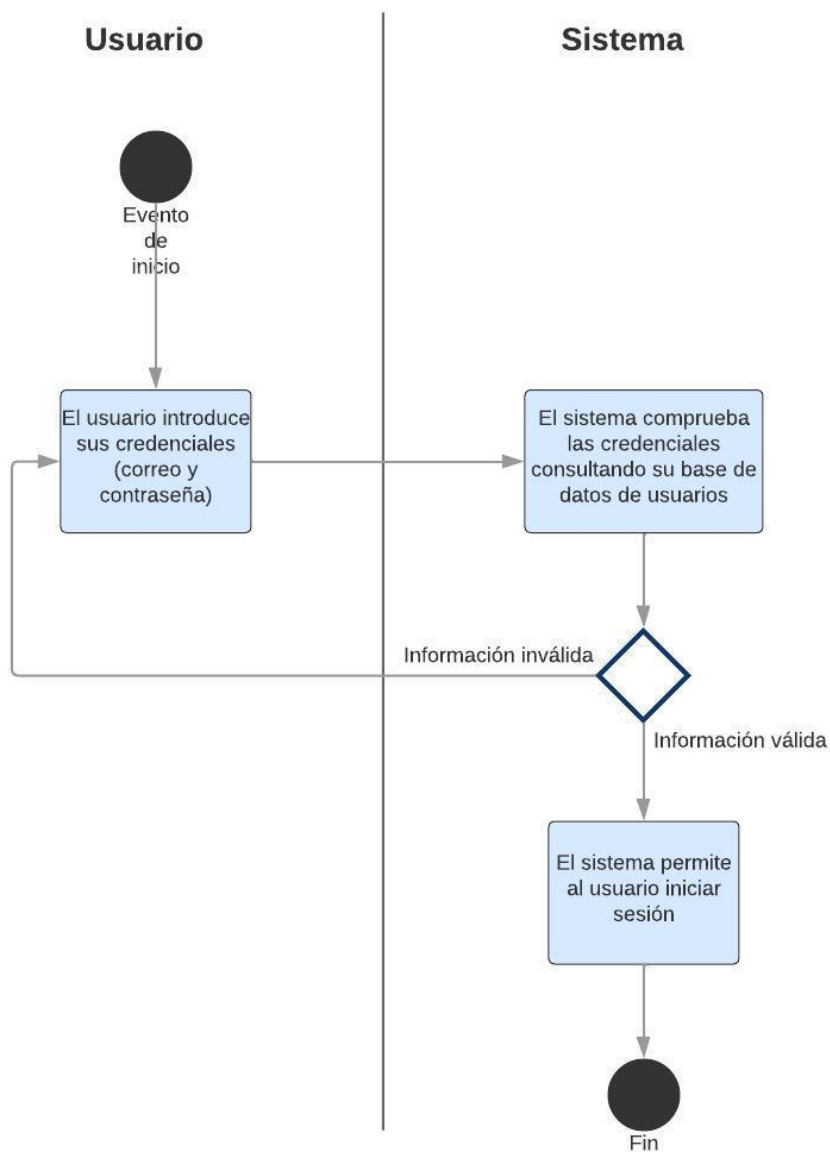 Usuario
Sistema
Evento
de
inicio
El usuario introduce
sus credenciales
(correo y
contraseña)
El sistema comprueba
las credenciales
consultando su base de
datos de usuarios
Información inválida
Información válida
El sistema permite
al usuario iniciar
sesión
Fin